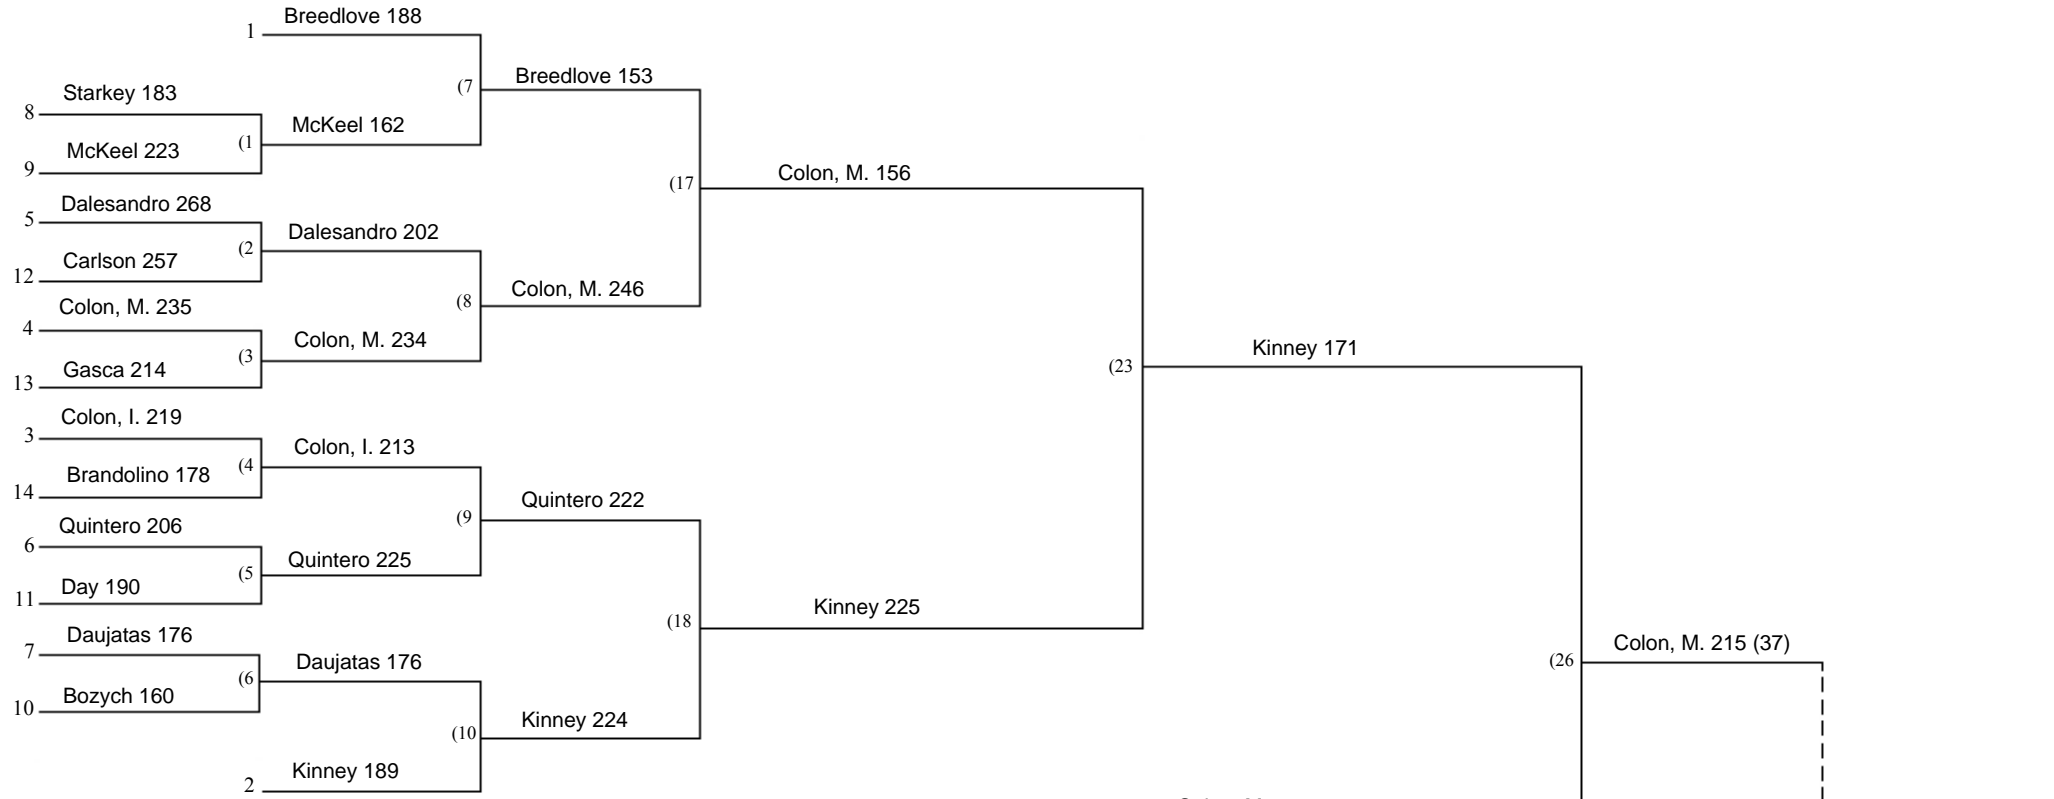 Breedlove 188
1
Breedlove 153
(7
Starkey 183
8
McKeel 162
(1
McKeel 223
9
Colon, M. 156
(17
Dalesandro 268
5
Dalesandro 202
(2
Carlson 257
12
Colon, M. 246
(8
Colon, M. 235
4
Colon, M. 234
(3
Gasca 214
13
Kinney 171
(23
Colon, I. 219
3
Colon, I. 213
(4
Brandolino 178
14
Quintero 222
(9
Quintero 206
6
Quintero 225
(5
Day 190
11
Kinney 225
(18
Daujatas 176
7
Daujatas 176
(6
Bozych 160
10
Colon, M. 215 (37)
(26
Kinney 224
(10
Kinney 189
2